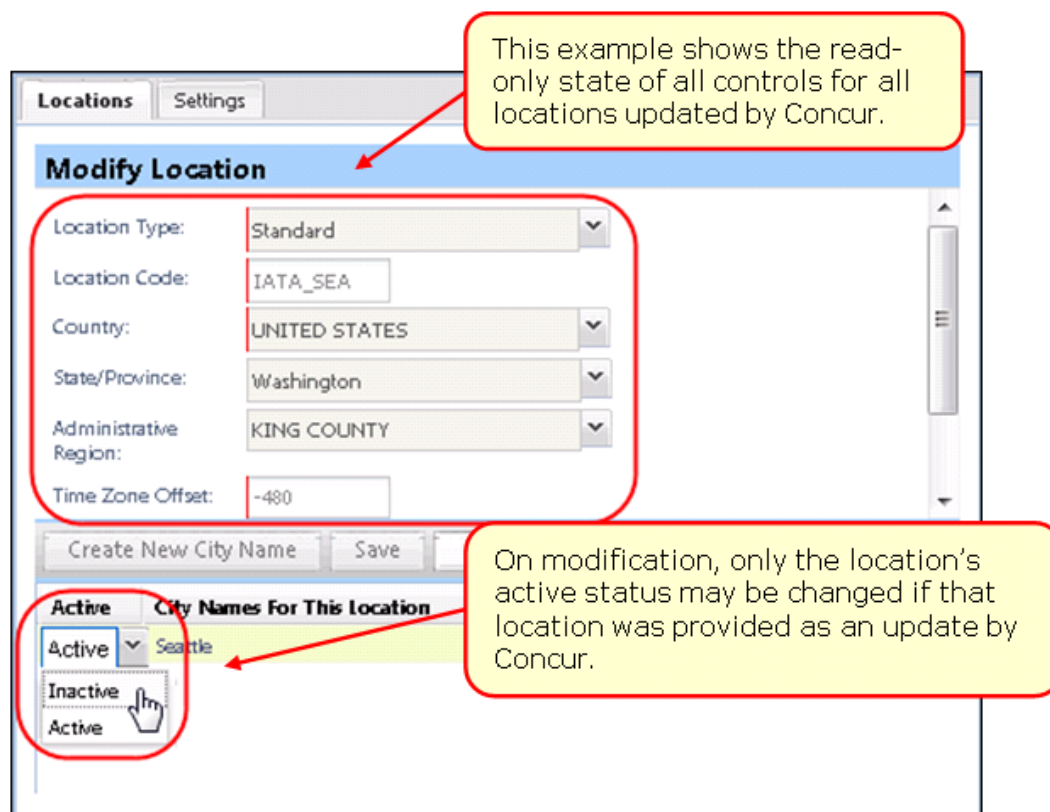 This example shows the read-
only state of all controls for all
locations updated by Concur.
Locations Settings
Modify Location
Location Type: Standard
Location Code: IATA_SEA
Country: UNITED STATES
State/Province: Washington
Administrative
Region: KING COUNTY
Time Zone Offset: -480
Create New City Name Save
On modification, only the location's
active status may be changed if that
location was provided as an update by
Concur.
Active City Names For This Location
Active Seattle
Inactive
Active